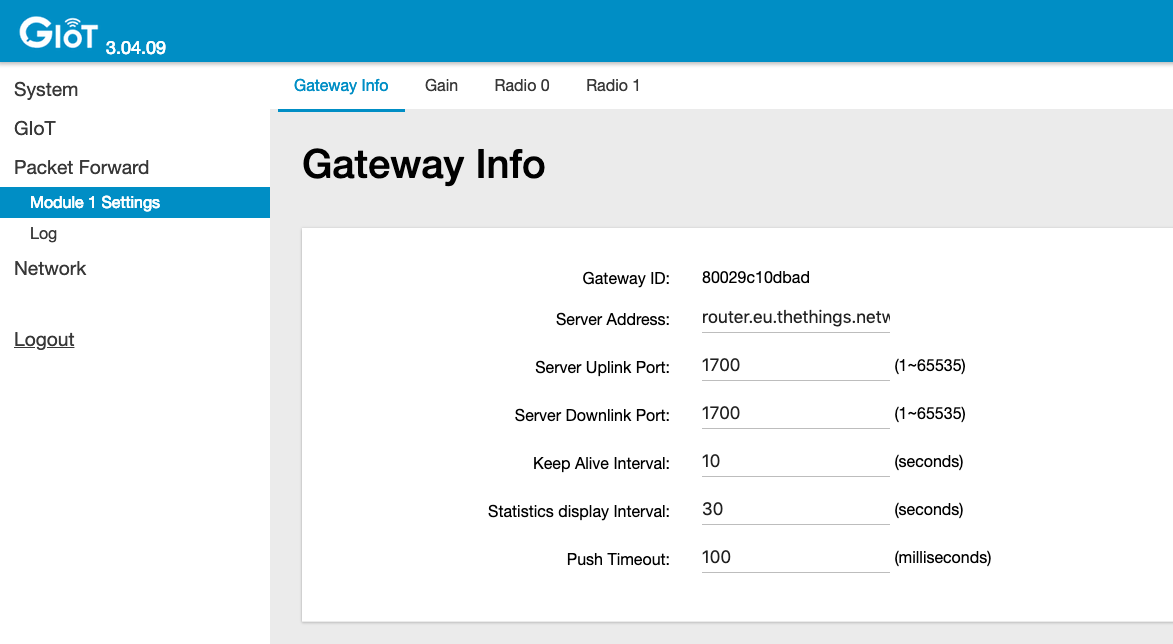 GIoT 3.04.09
System
GIoT
Packet Forward
Module 1 Settings
Log
Network
Logout
Gateway Info Gain Radio 0 Radio 1
Gateway Info
Gateway ID: 80029c10dbad
Server Address: router.eu.thethings.netw
Server Uplink Port: 1700 (1~65535)
Server Downlink Port: 1700 (1~65535)
Keep Alive Interval: 10 (seconds)
Statistics display Interval: 30 (seconds)
Push Timeout: 100 (milliseconds)